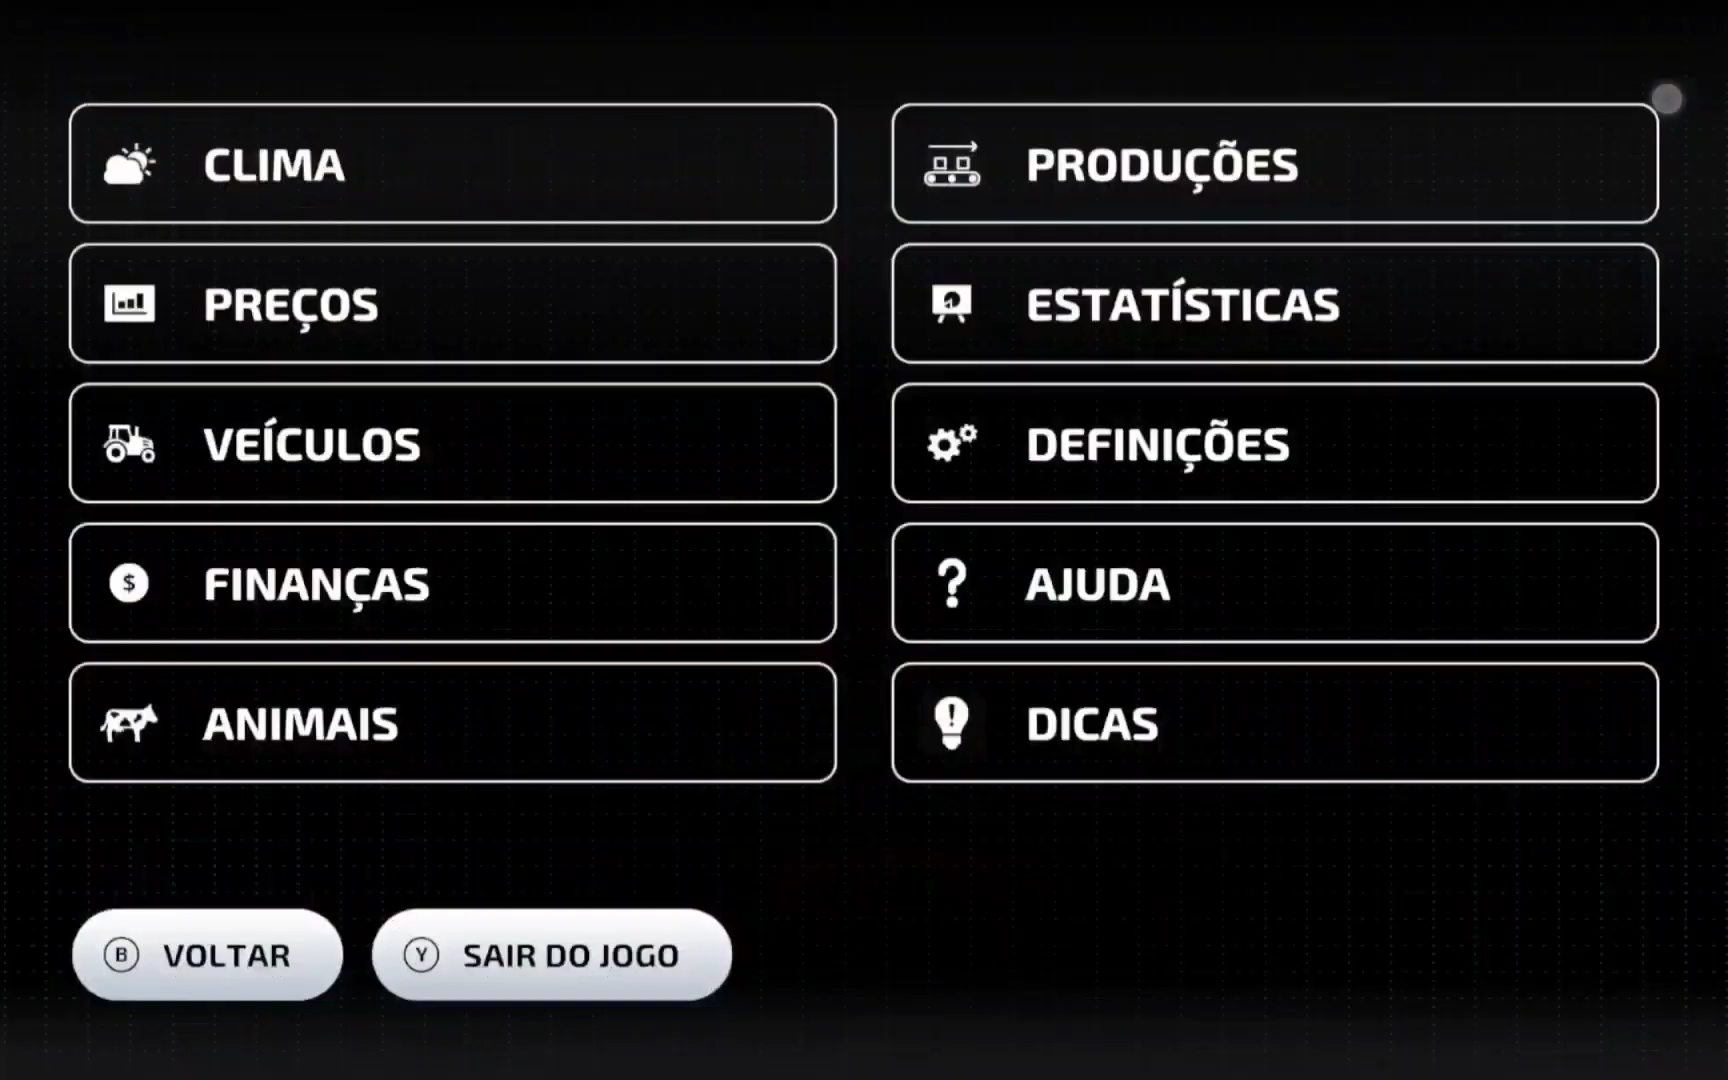 CLIMA
PREÇOS
VEÍCULOS
$
FINANÇAS
ANIMAIS
PRODUÇÕES
ESTATÍSTICAS
DEFINIÇÕES
?
AJUDA
!
DICAS
B VOLTAR
Y SAIR DO JOGO